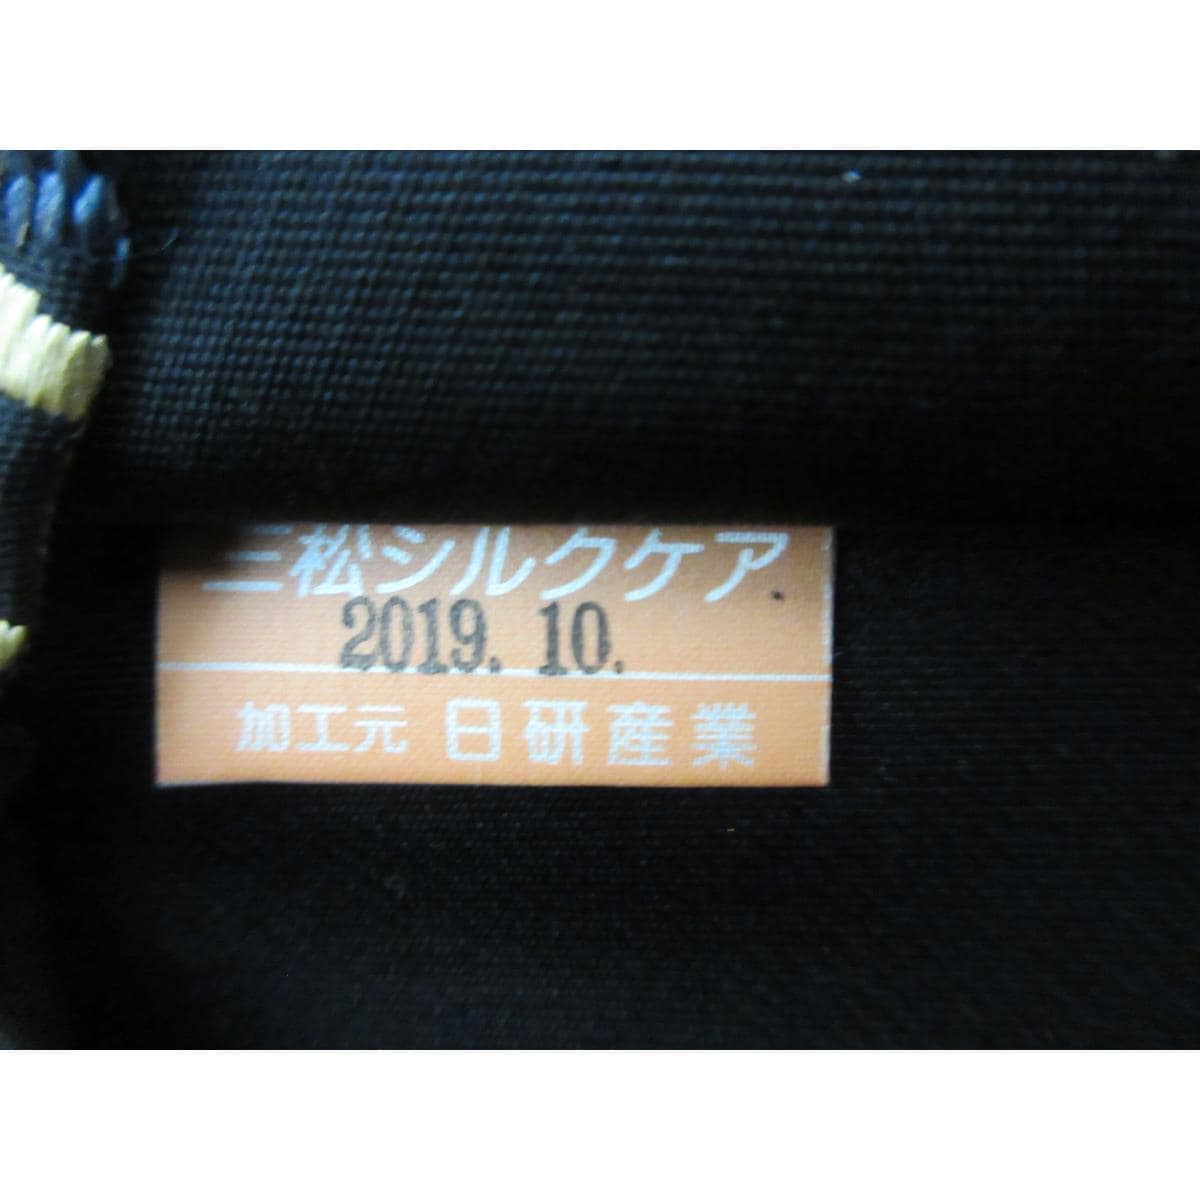 三松シルクケア
2019. 10.
加工元 日研産業